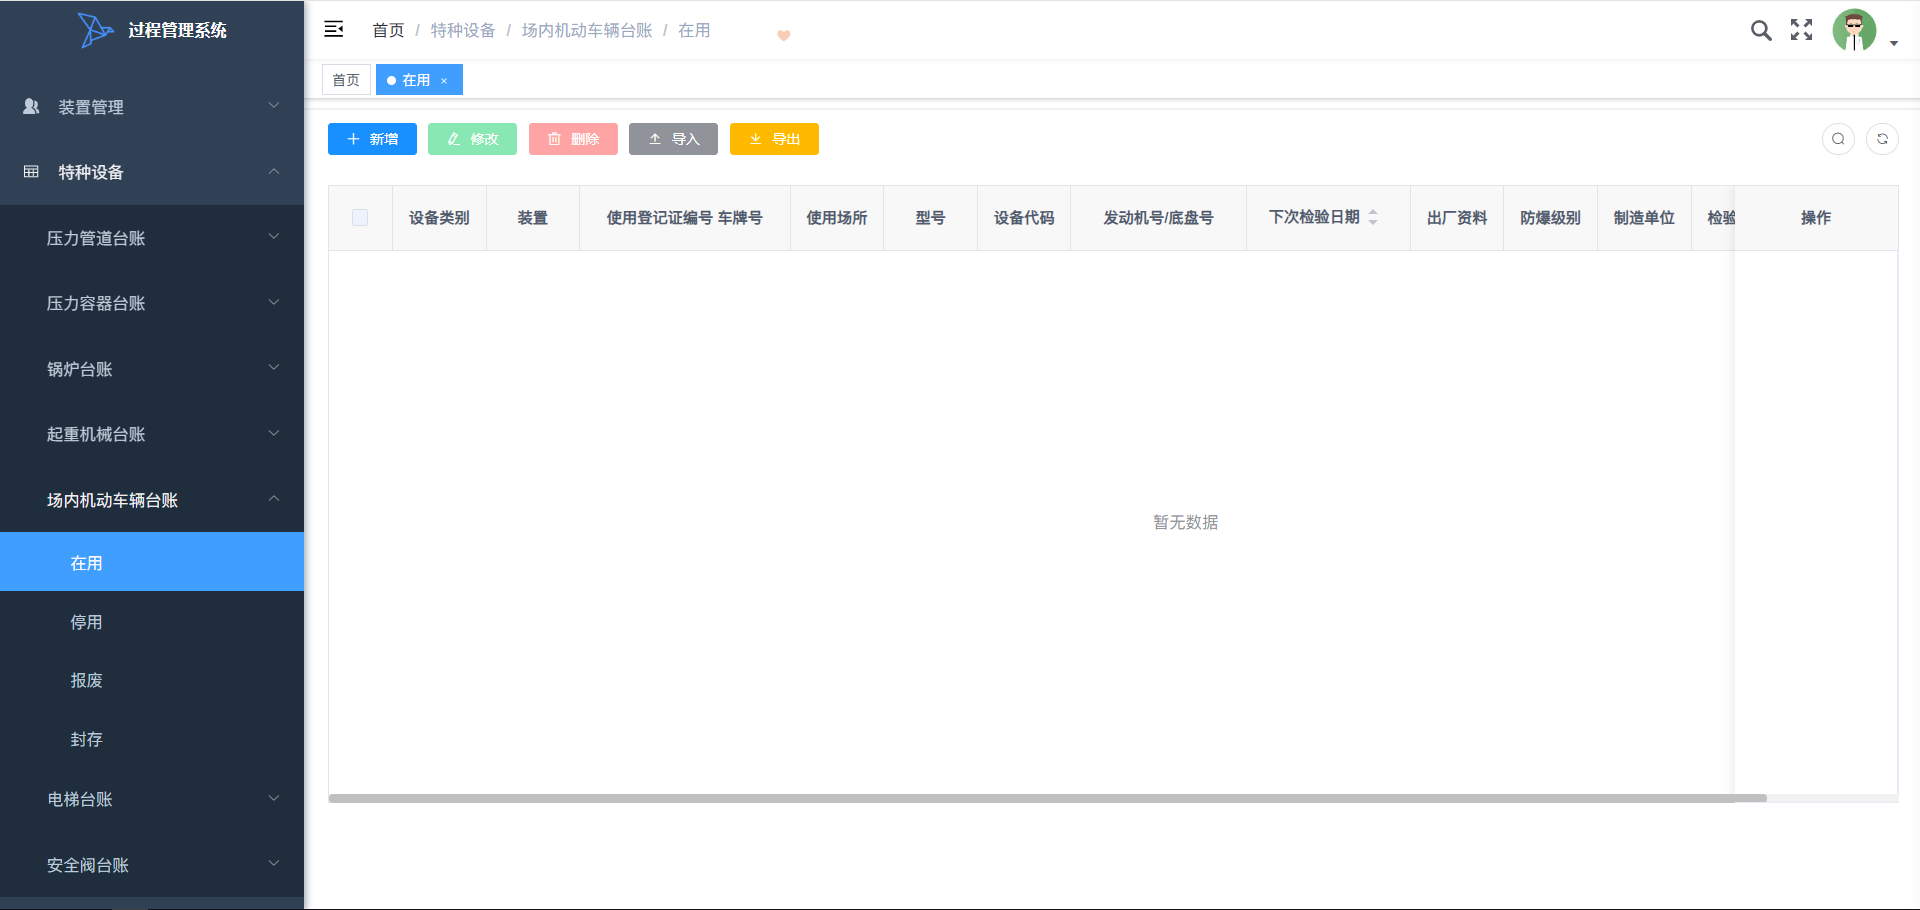 过程管理系统
首页 / 特种设备 / 场内机动车辆台账 / 在用
首页
在用 ×
装置管理
特种设备
压力管道台账
压力容器台账
锅炉台账
起重机械台账
场内机动车辆台账
在用
停用
报废
封存
电梯台账
安全阀台账
新增 修改 删除 导入 导出
设备类别 装置 使用登记证编号 车牌号 使用场所 型号 设备代码 发动机号/底盘号 下次检验日期 出厂资料 防爆级别 制造单位 检验 操作
暂无数据